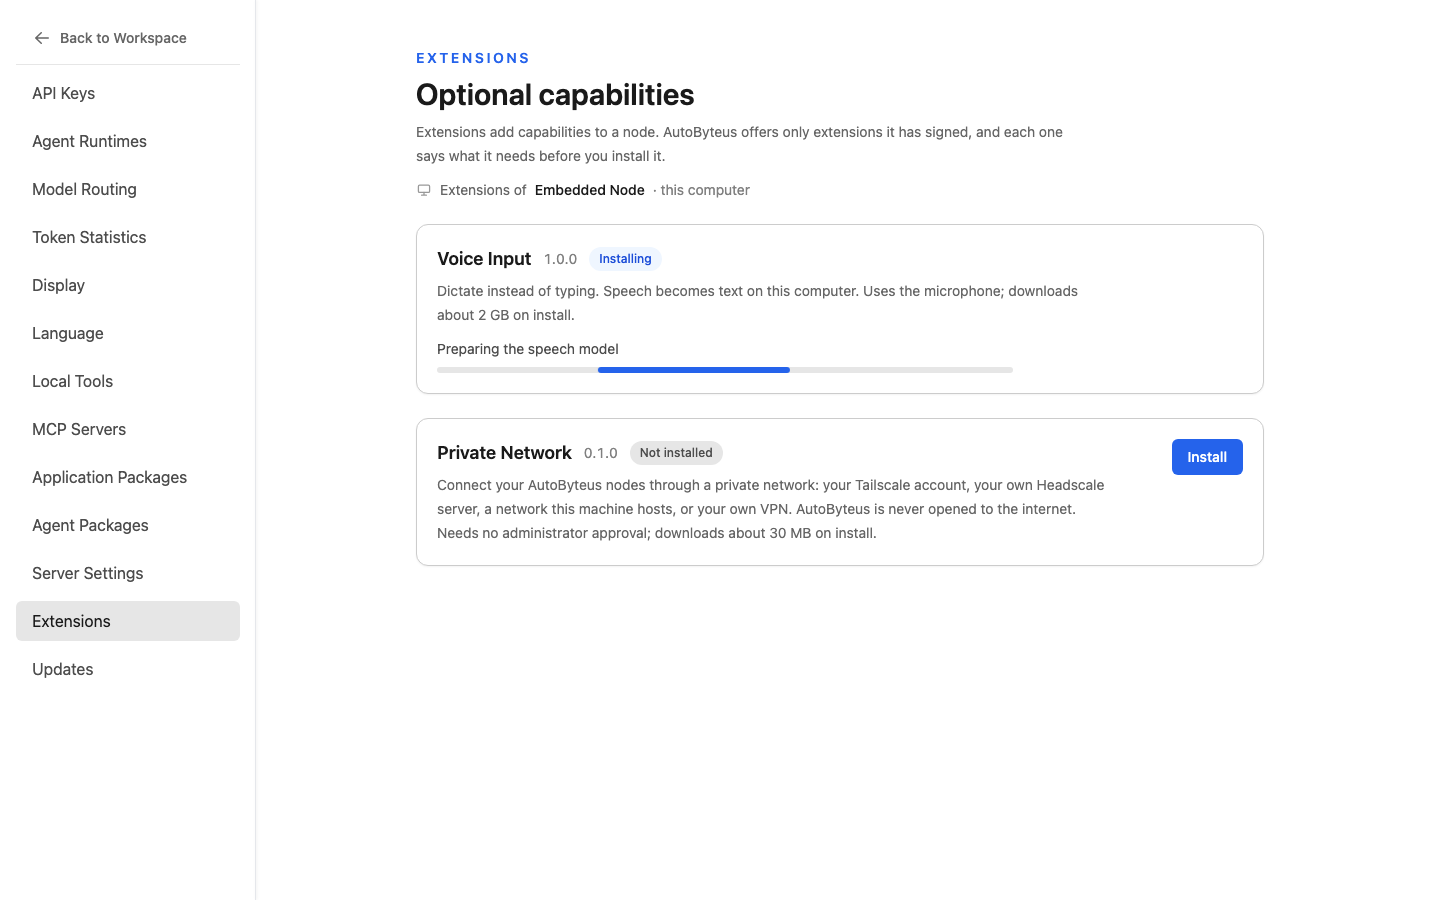 Back to Workspace
API Keys
Agent Runtimes
Model Routing
Token Statistics
Display
Language
Local Tools
MCP Servers
Application Packages
Agent Packages
Server Settings
Extensions
Updates
EXTENSIONS
Optional capabilities
Extensions add capabilities to a node. AutoByteus offers only extensions it has signed, and each one
says what it needs before you install it.
Extensions of Embedded Node · this computer
Voice Input 1.0.0 Installing
Dictate instead of typing. Speech becomes text on this computer. Uses the microphone; downloads
about 2 GB on install.
Preparing the speech model
Private Network 0.1.0 Not installed
Install
Connect your AutoByteus nodes through a private network: your Tailscale account, your own Headscale
server, a network this machine hosts, or your own VPN. AutoByteus is never opened to the internet.
Needs no administrator approval; downloads about 30 MB on install.